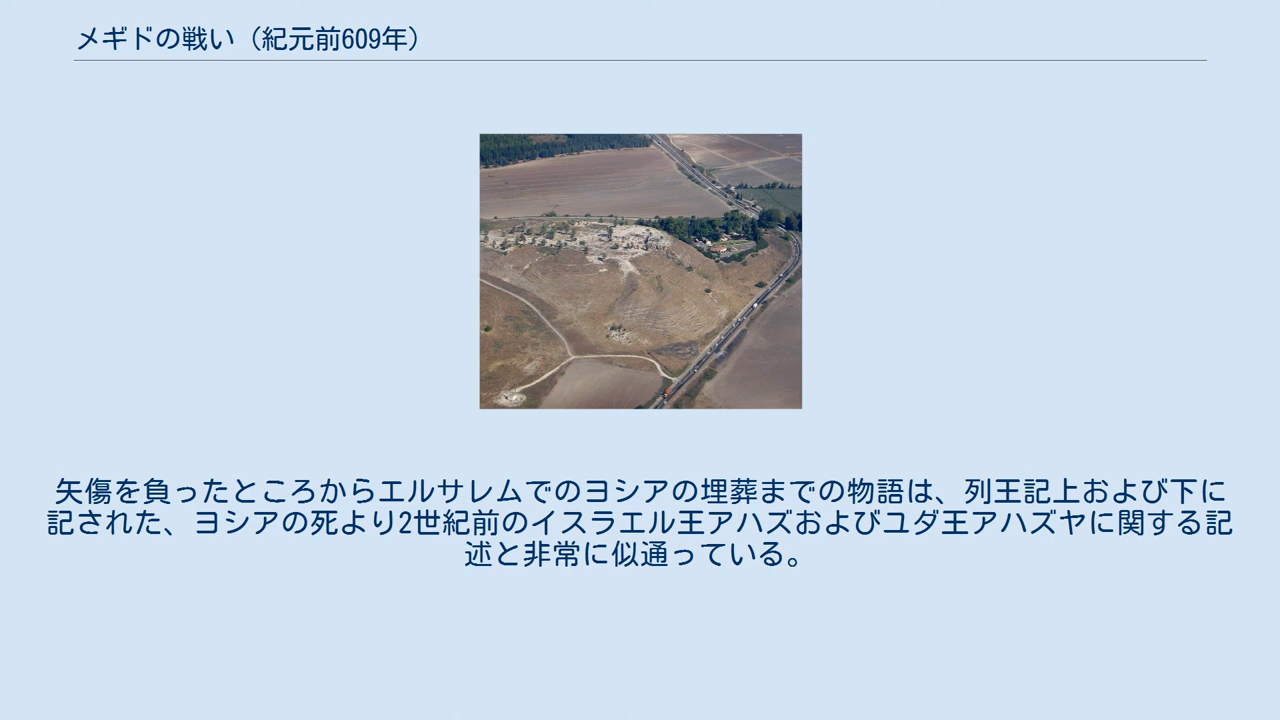 メギドの戦い（紀元前609年）
矢傷を負ったところからエルサレムでのヨシアの埋葬までの物語は、列王記上および下に
記された、ヨシアの死より2世紀前のイスラエル王アハズおよびユダ王アハズヤに関する記
述と非常に似通っている。